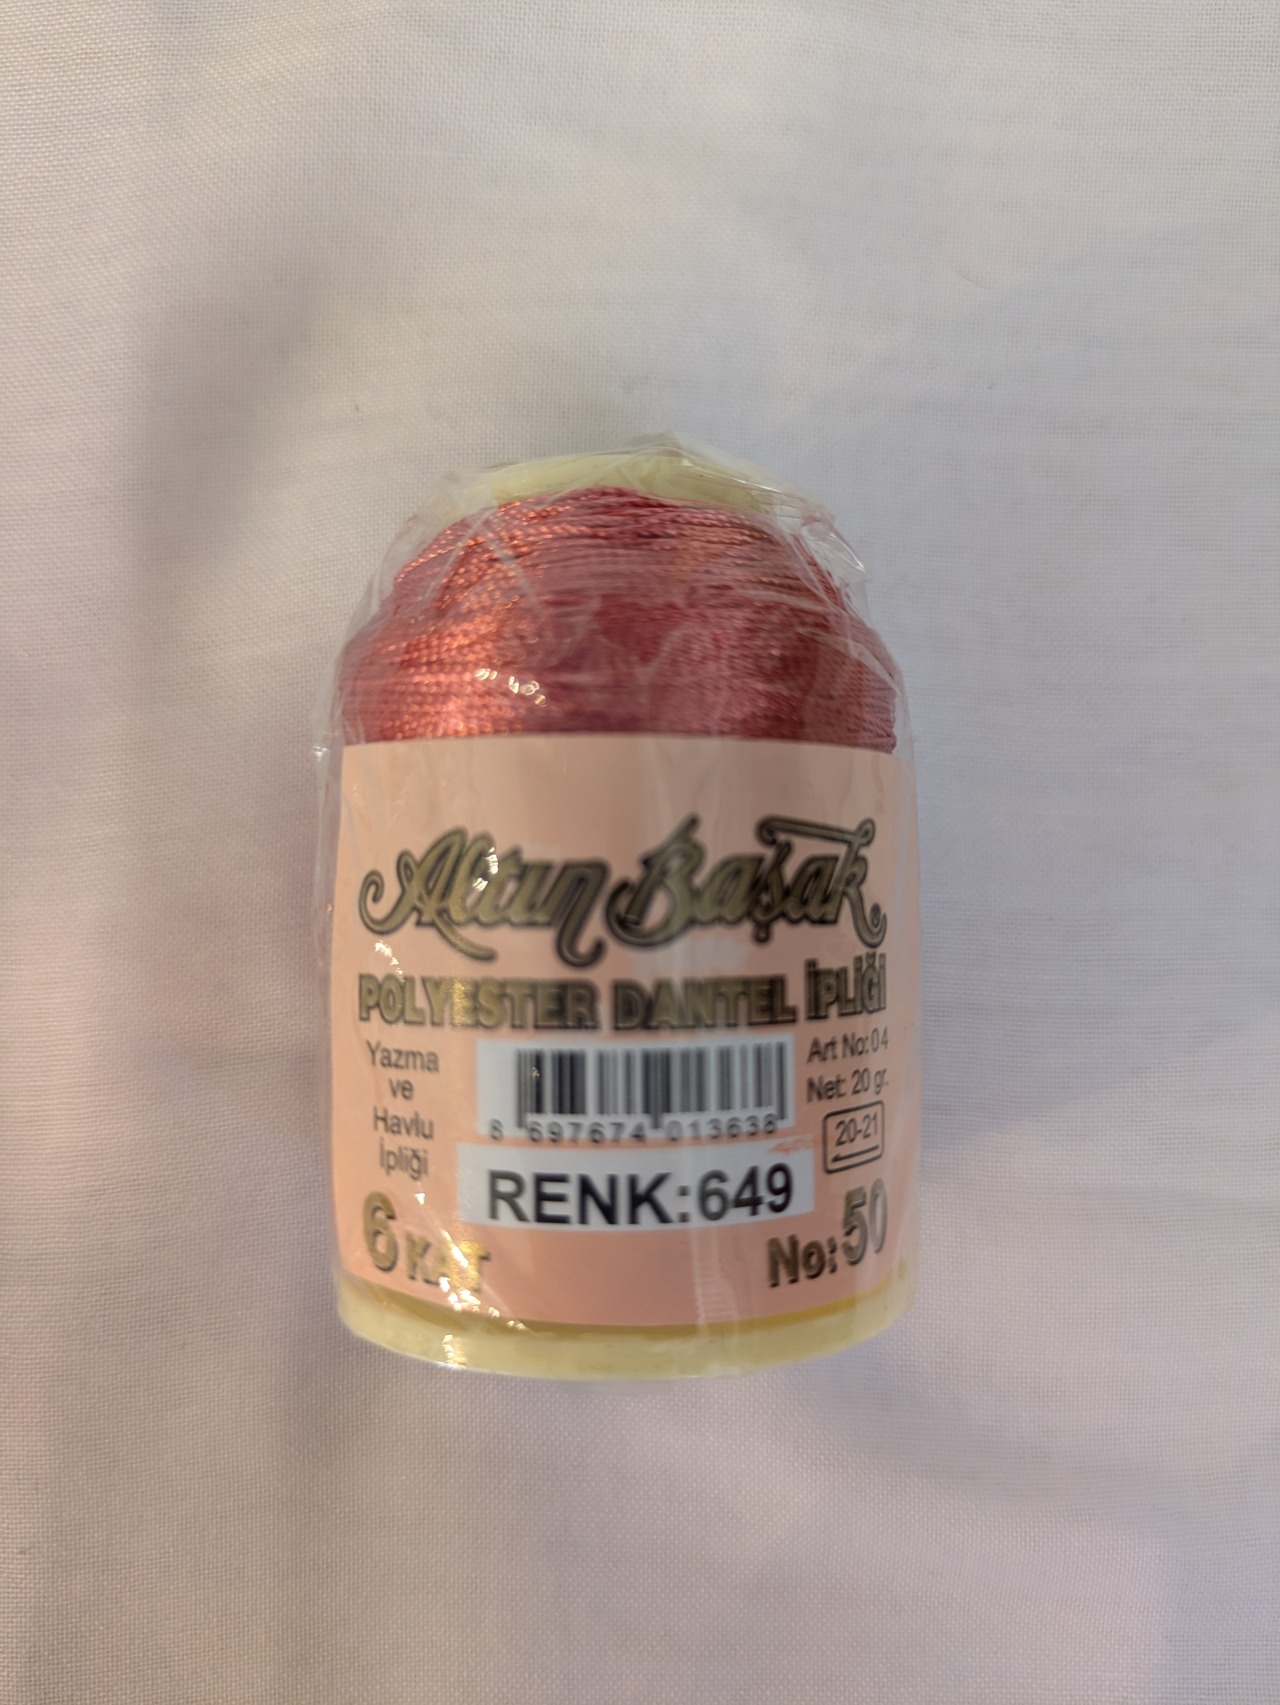 Altın Başak®
POLYESTER DANTEL İPLİĞİ
Yazma
ve
Havlu
İpliği
8 697674 013638
Art No:04
Net: 20 gr.
20-21
RENK:649
6 KAT
No:50